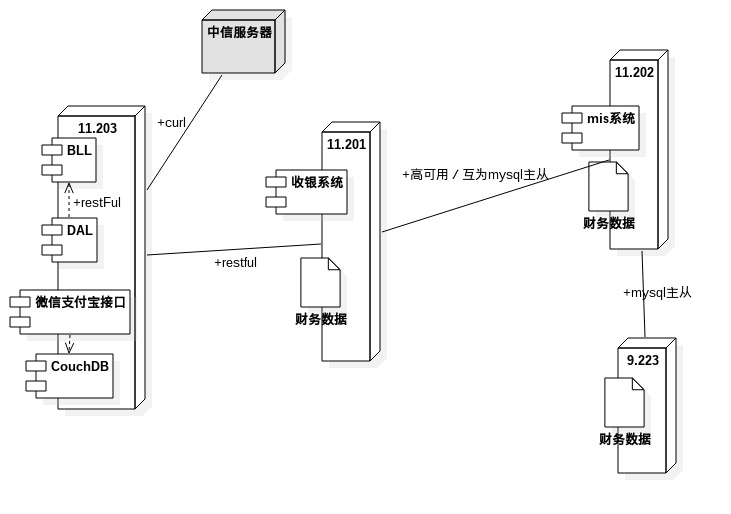 中信服务器
11.202
+curl
mis系统
11.203
11.201
BLL
+高可用 / 互为mysql主从
收银系统
+restFul
财务数据
DAL
+restful
+mysql主从
微信支付宝接口
财务数据
CouchDB
9.223
财务数据